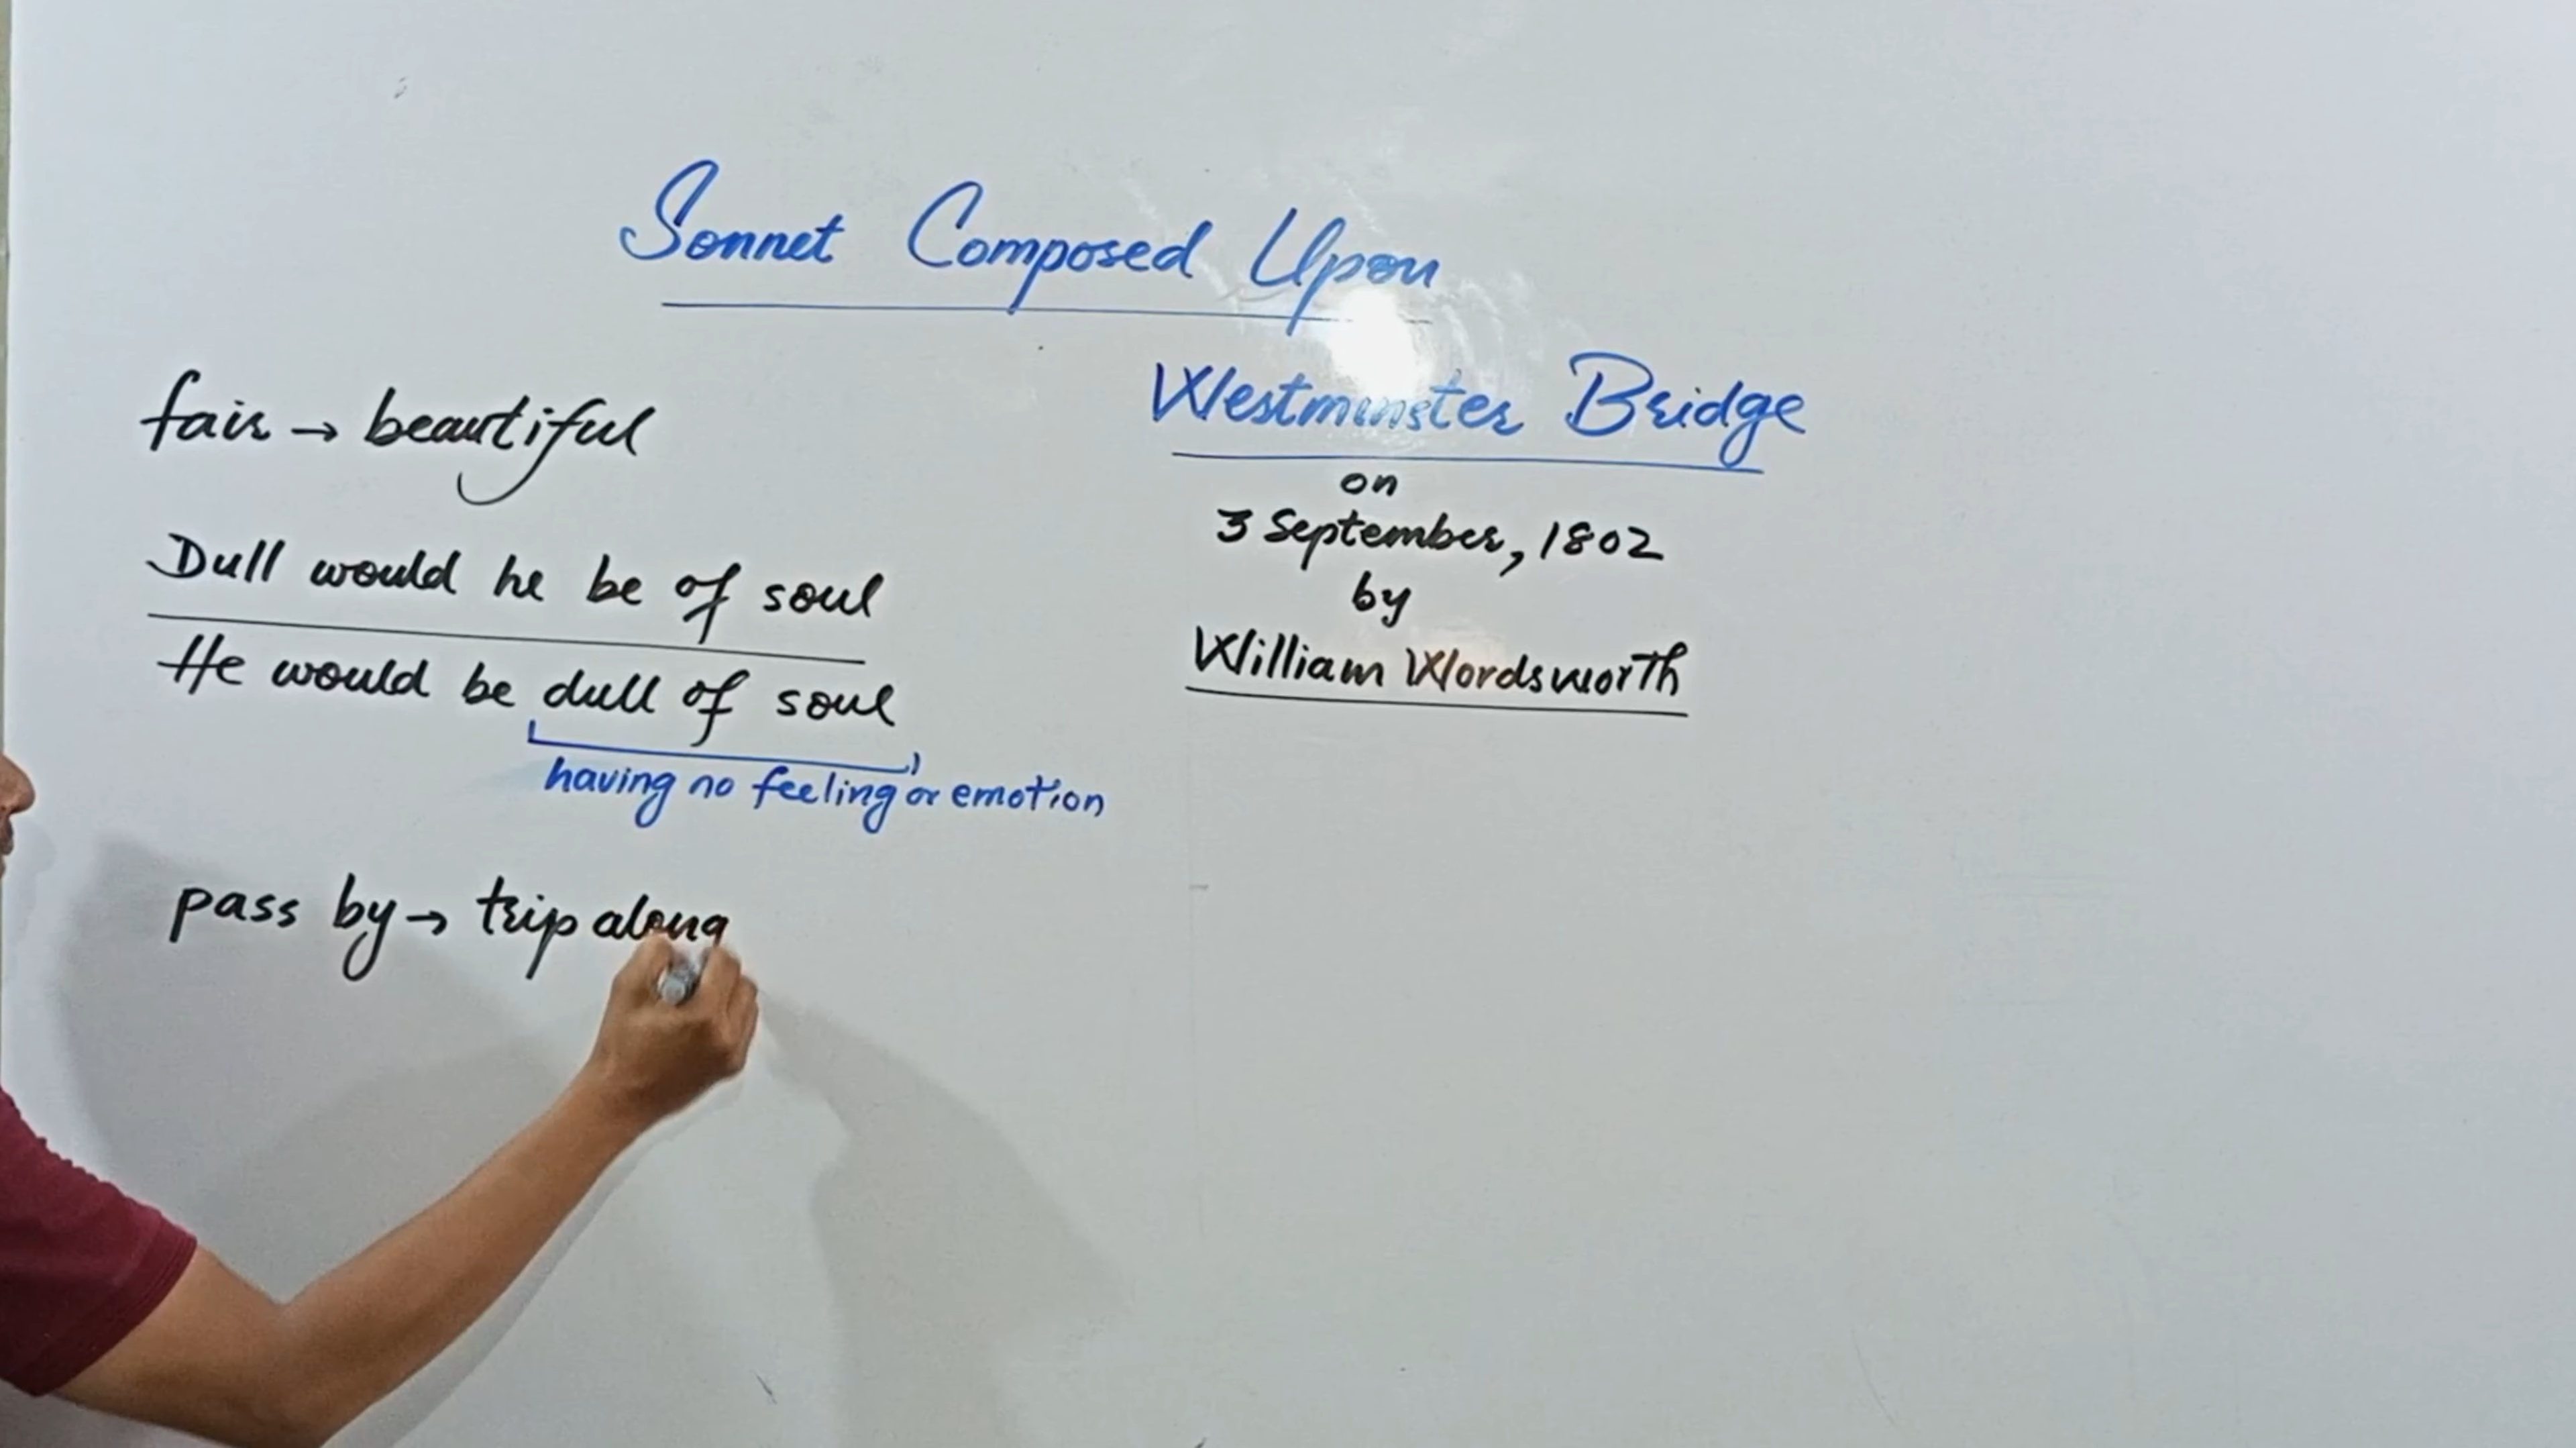 Sonnet Composed Upon
Westminster Bridge
on
3 September, 1802
by
William Wordsworth
fair → beautiful
Dull would he be of soul
He would be dull of soul
having no feeling or emotion
pass by → trip along